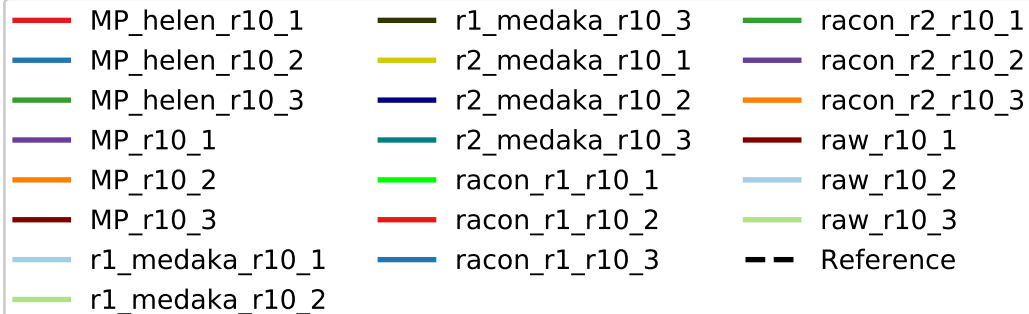 MP_helen_r10_1
MP_helen_r10_2
MP_helen_r10_3
MP_r10_1
MP_r10_2
MP_r10_3
r1_medaka_r10_1
r1_medaka_r10_2
r1_medaka_r10_3
r2_medaka_r10_1
r2_medaka_r10_2
r2_medaka_r10_3
racon_r1_r10_1
racon_r1_r10_2
racon_r1_r10_3
racon_r2_r10_1
racon_r2_r10_2
racon_r2_r10_3
raw_r10_1
raw_r10_2
raw_r10_3
Reference